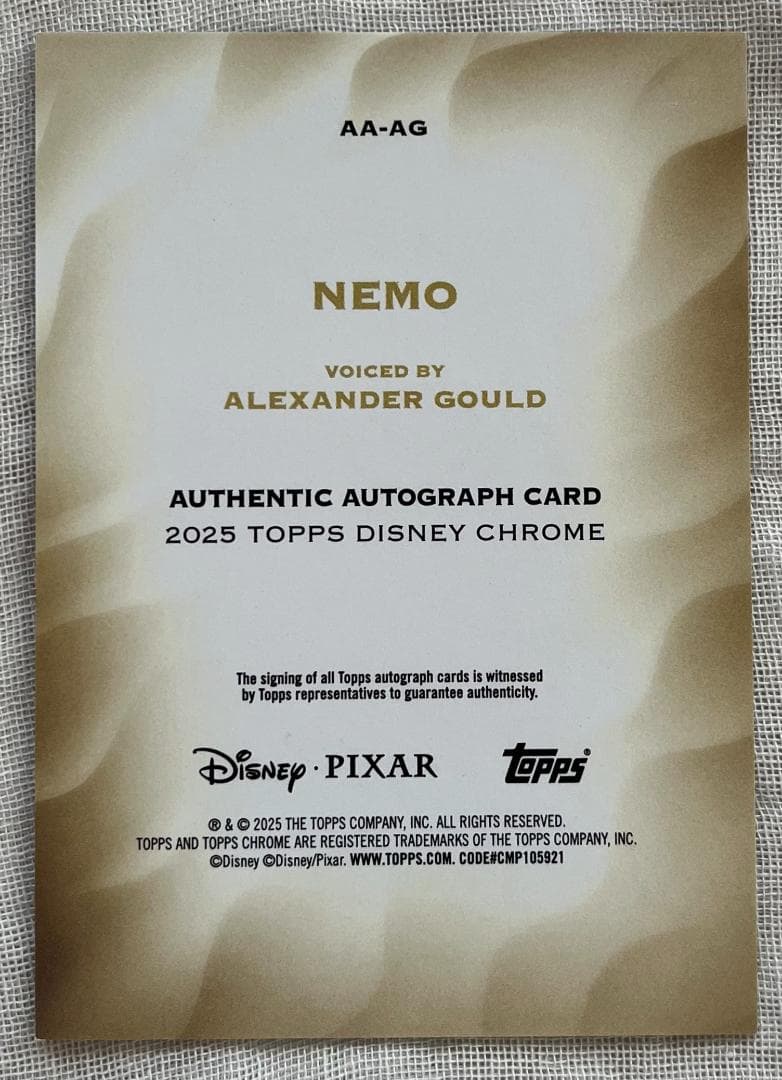 AA-AG
NEMO
VOICED BY
ALEXANDER GOULD
AUTHENTIC AUTOGRAPH CARD
2025 TOPPS DISNEY CHROME
The signing of all Topps autograph cards is witnessed
by Topps representatives to guarantee authenticity.
Disney · PIXAR topps®
® & © 2025 THE TOPPS COMPANY, INC. ALL RIGHTS RESERVED.
TOPPS AND TOPPS CHROME ARE REGISTERED TRADEMARKS OF THE TOPPS COMPANY, INC.
©Disney ©Disney/Pixar. WWW.TOPPS.COM. CODE#CMP105921